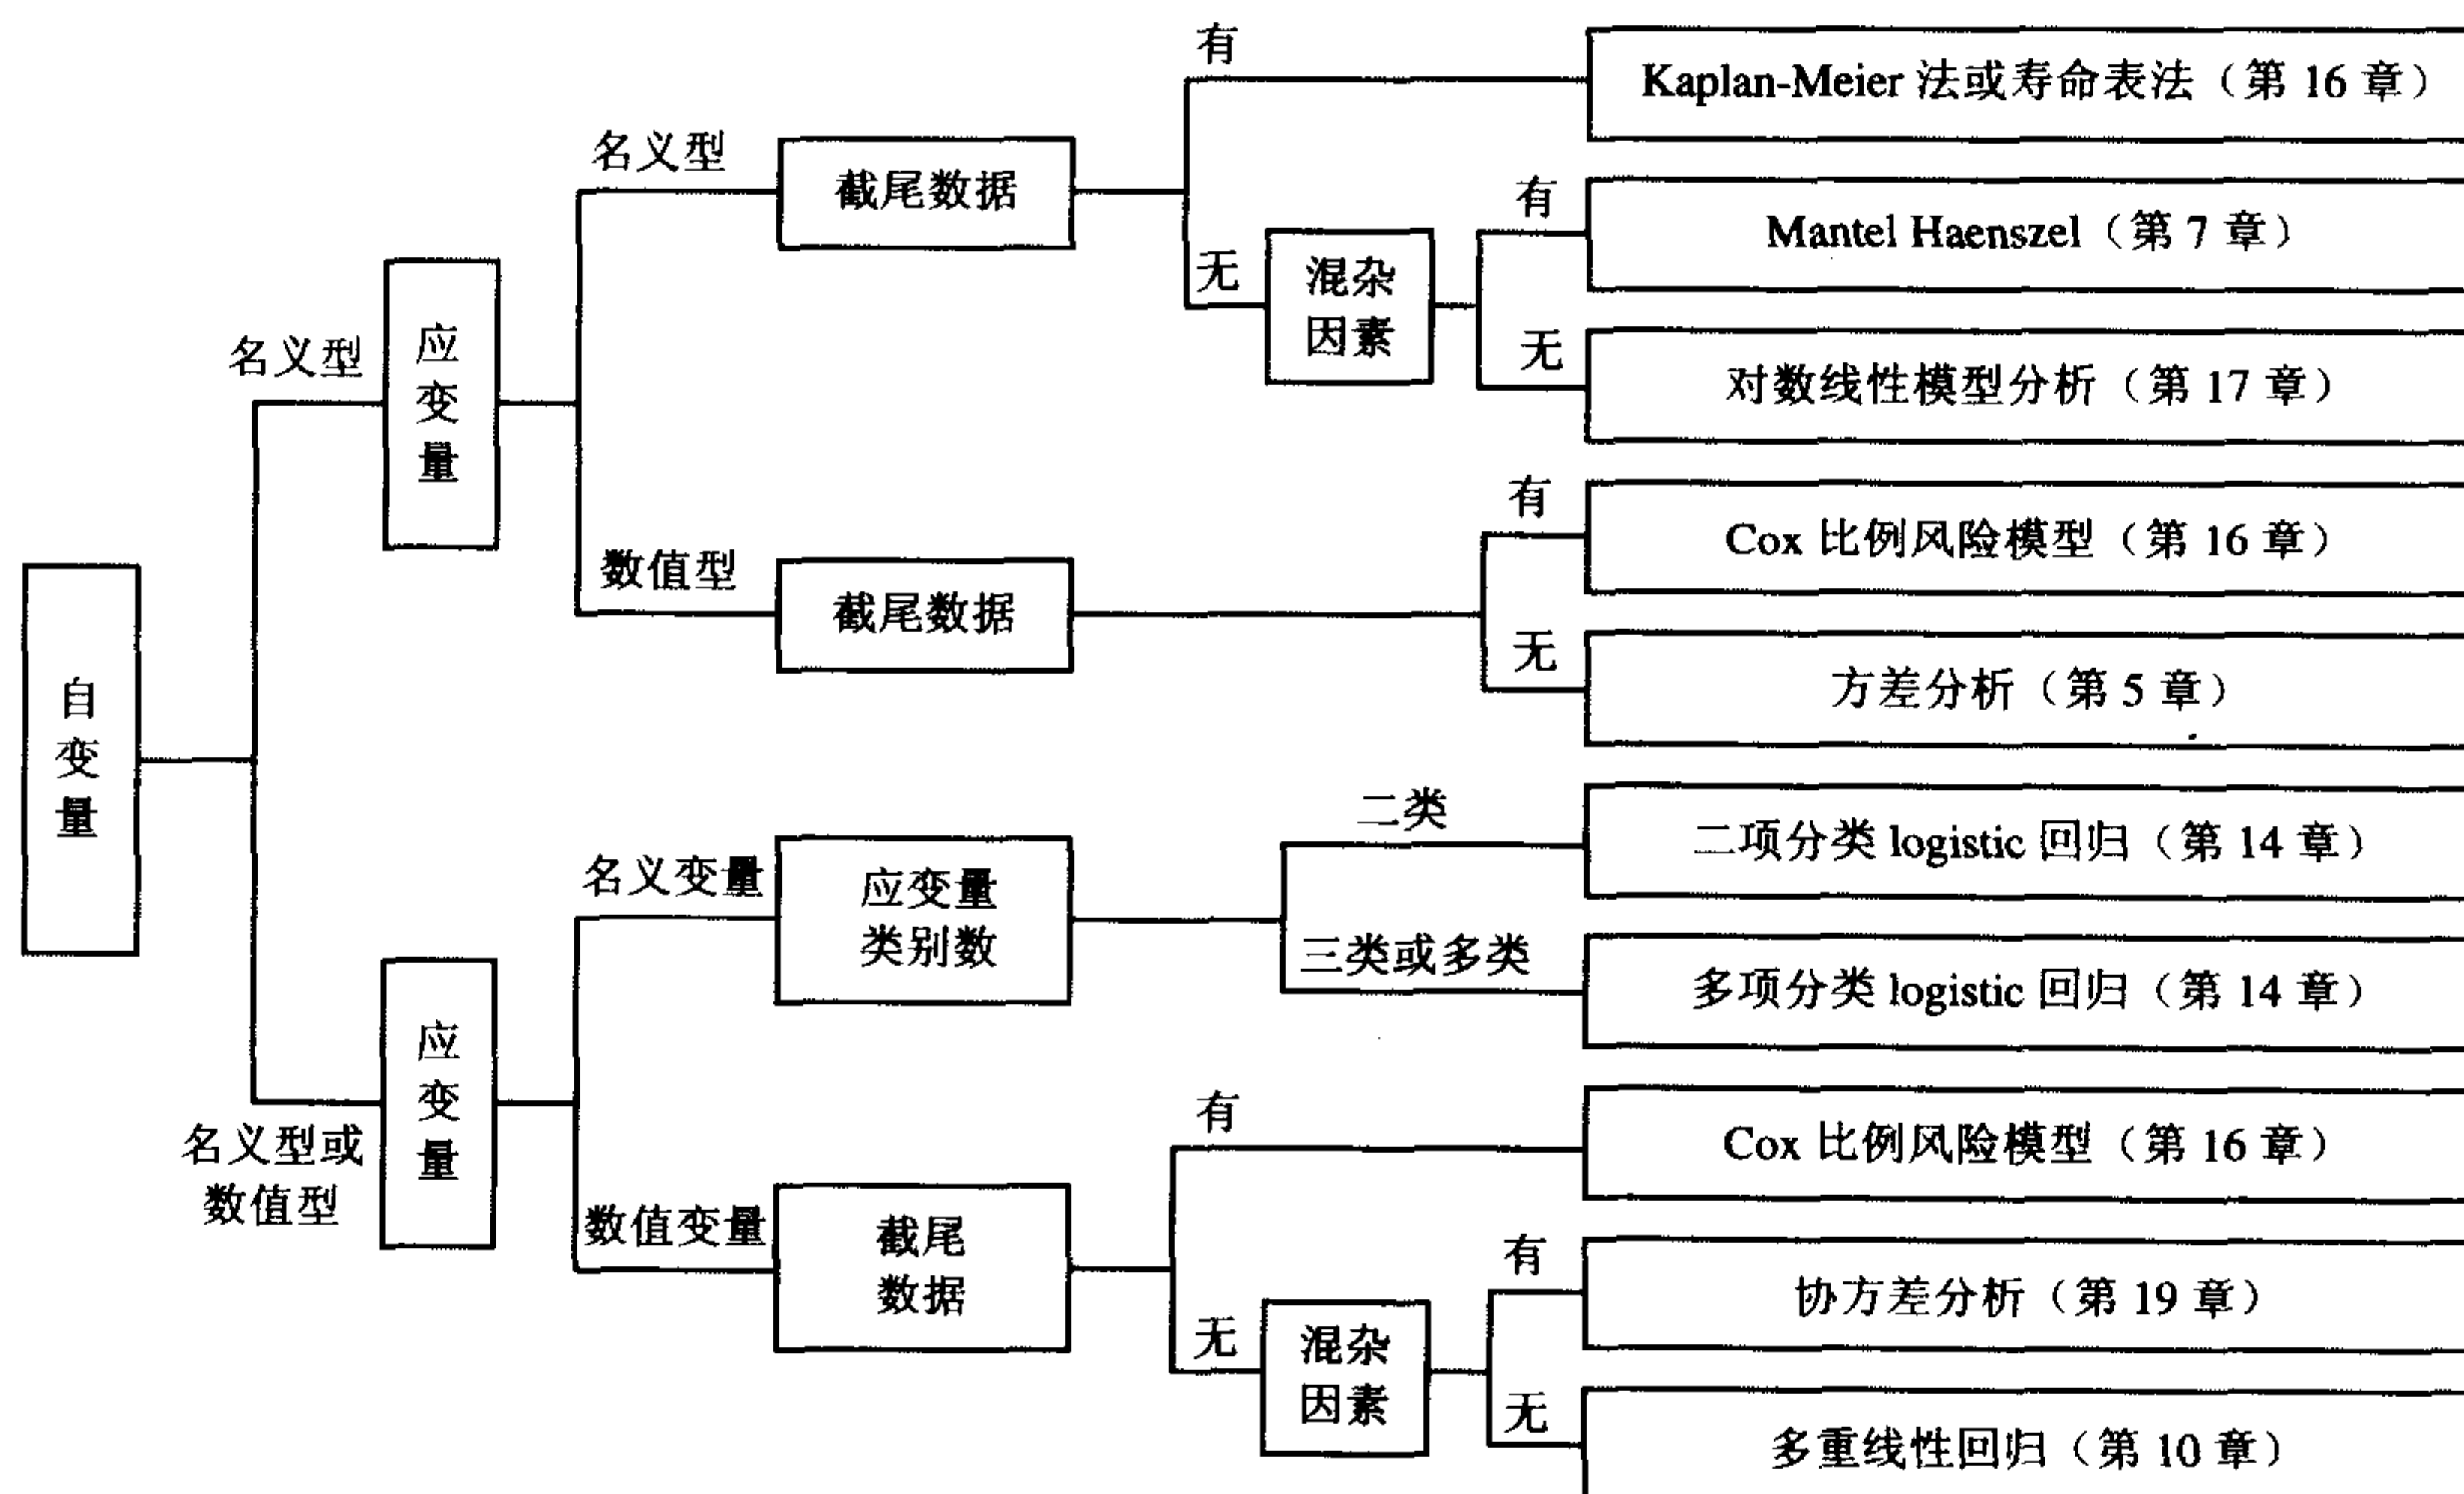 自变量
名义型
应变量
名义型
截尾数据
有
Kaplan-Meier 法或寿命表法（第 16 章）
无
混杂
因素
有
Mantel Haenszel（第 7 章）
无
对数线性模型分析（第 17 章）
数值型
截尾数据
有
Cox 比例风险模型（第 16 章）
无
方差分析（第 5 章）
名义型或
数值型
应变量
名义变量
应变量
类别数
二类
二项分类 logistic 回归（第 14 章）
三类或多类
多项分类 logistic 回归（第 14 章）
数值变量
截尾
数据
有
Cox 比例风险模型（第 16 章）
无
混杂
因素
有
协方差分析（第 19 章）
无
多重线性回归（第 10 章）